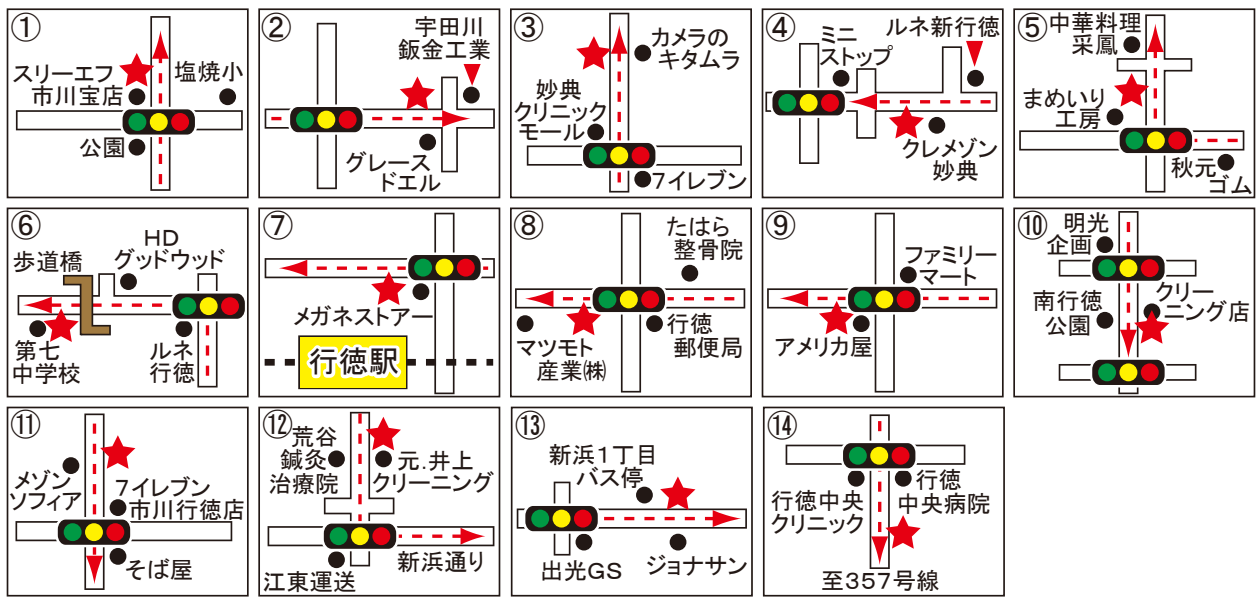 ①
スリーエフ
市川宝店
塩焼小
公園
②
宇田川
鈑金工業
グレース
ドエル
③
カメラの
キタムラ
妙典
クリニック
モール
7イレブン
④
ミニ
ストップ
ルネ新行徳
クレメゾン
妙典
⑤
中華料理
采鳳
まめいり
工房
秋元
ゴム
⑥
歩道橋
HD
グッドウッド
第七
中学校
ルネ
行徳
⑦
メガネストアー
行徳駅
⑧
たはら
整骨院
マツモト
産業㈱
行徳
郵便局
⑨
ファミリー
マート
アメリカ屋
⑩
明光
企画
南行徳
公園
クリー
ニング店
⑪
メゾン
ソフィア
7イレブン
市川行徳店
そば屋
⑫
荒谷
鍼灸
治療院
元.井上
クリーニング
江東運送
新浜通り
⑬
新浜1丁目
バス停
出光GS
ジョナサン
⑭
行徳中央
クリニック
行徳
中央病院
至357号線